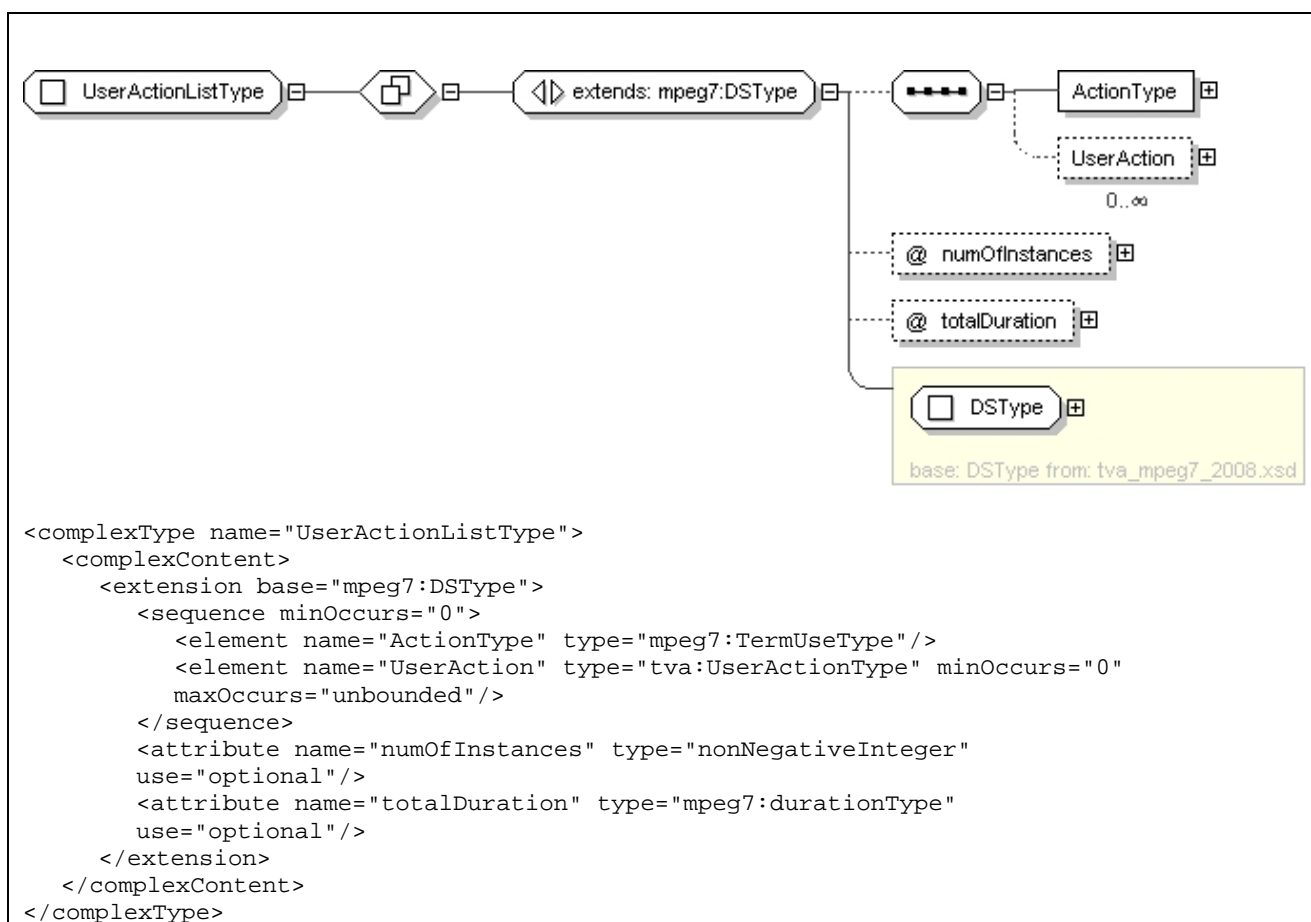 UserActionListType
extends: mpeg7:DSType
ActionType
UserAction
0..∞
@ numOfInstances
@ totalDuration
DSType
base: DSType from: tva_mpeg7_2008.xsd
<complexType name="UserActionListType">
<complexContent>
<extension base="mpeg7:DSType">
<sequence minOccurs="0">
<element name="ActionType" type="mpeg7:TermUseType"/>
<element name="UserAction" type="tva:UserActionType" minOccurs="0"
maxOccurs="unbounded"/>
</sequence>
<attribute name="numOfInstances" type="nonNegativeInteger"
use="optional"/>
<attribute name="totalDuration" type="mpeg7:durationType"
use="optional"/>
</extension>
</complexContent>
</complexType>